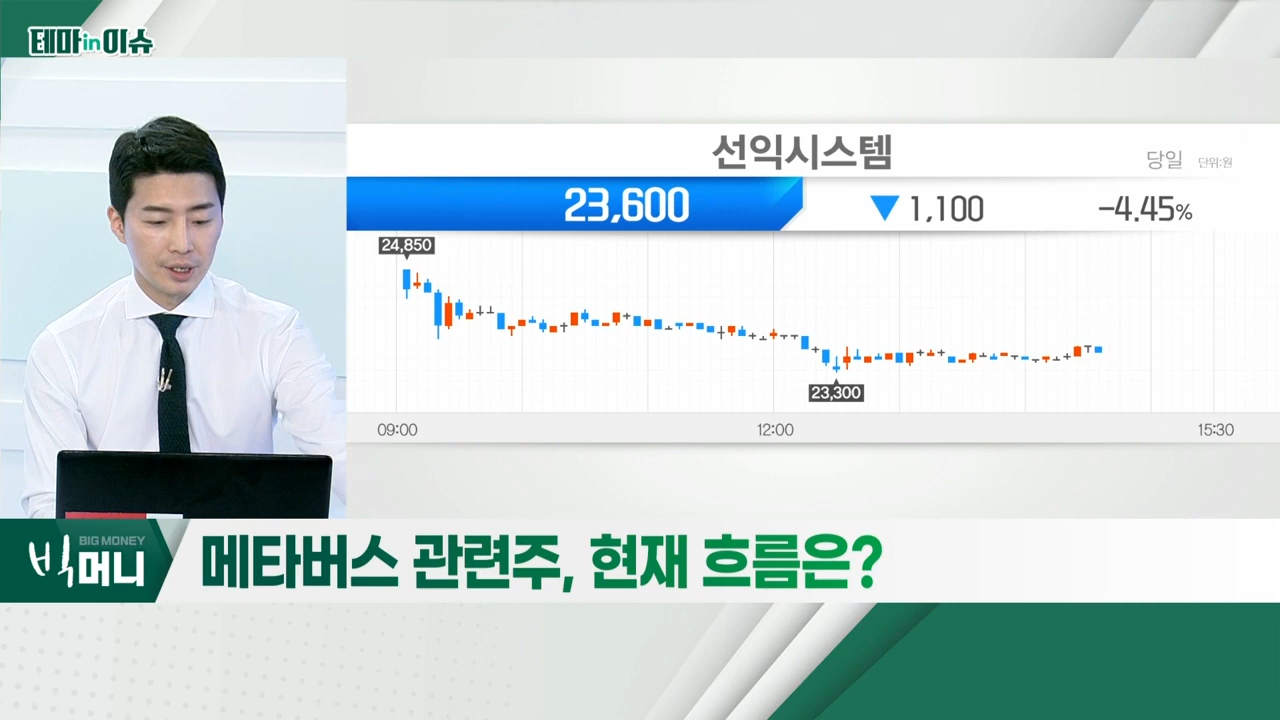 테마in이슈
선익시스템
당일 단위:원
23,600 ▼ 1,100 -4.45%
24,850
23,300
09:00 12:00 15:30
BIG MONEY
빅머니
메타버스 관련주, 현재 흐름은?